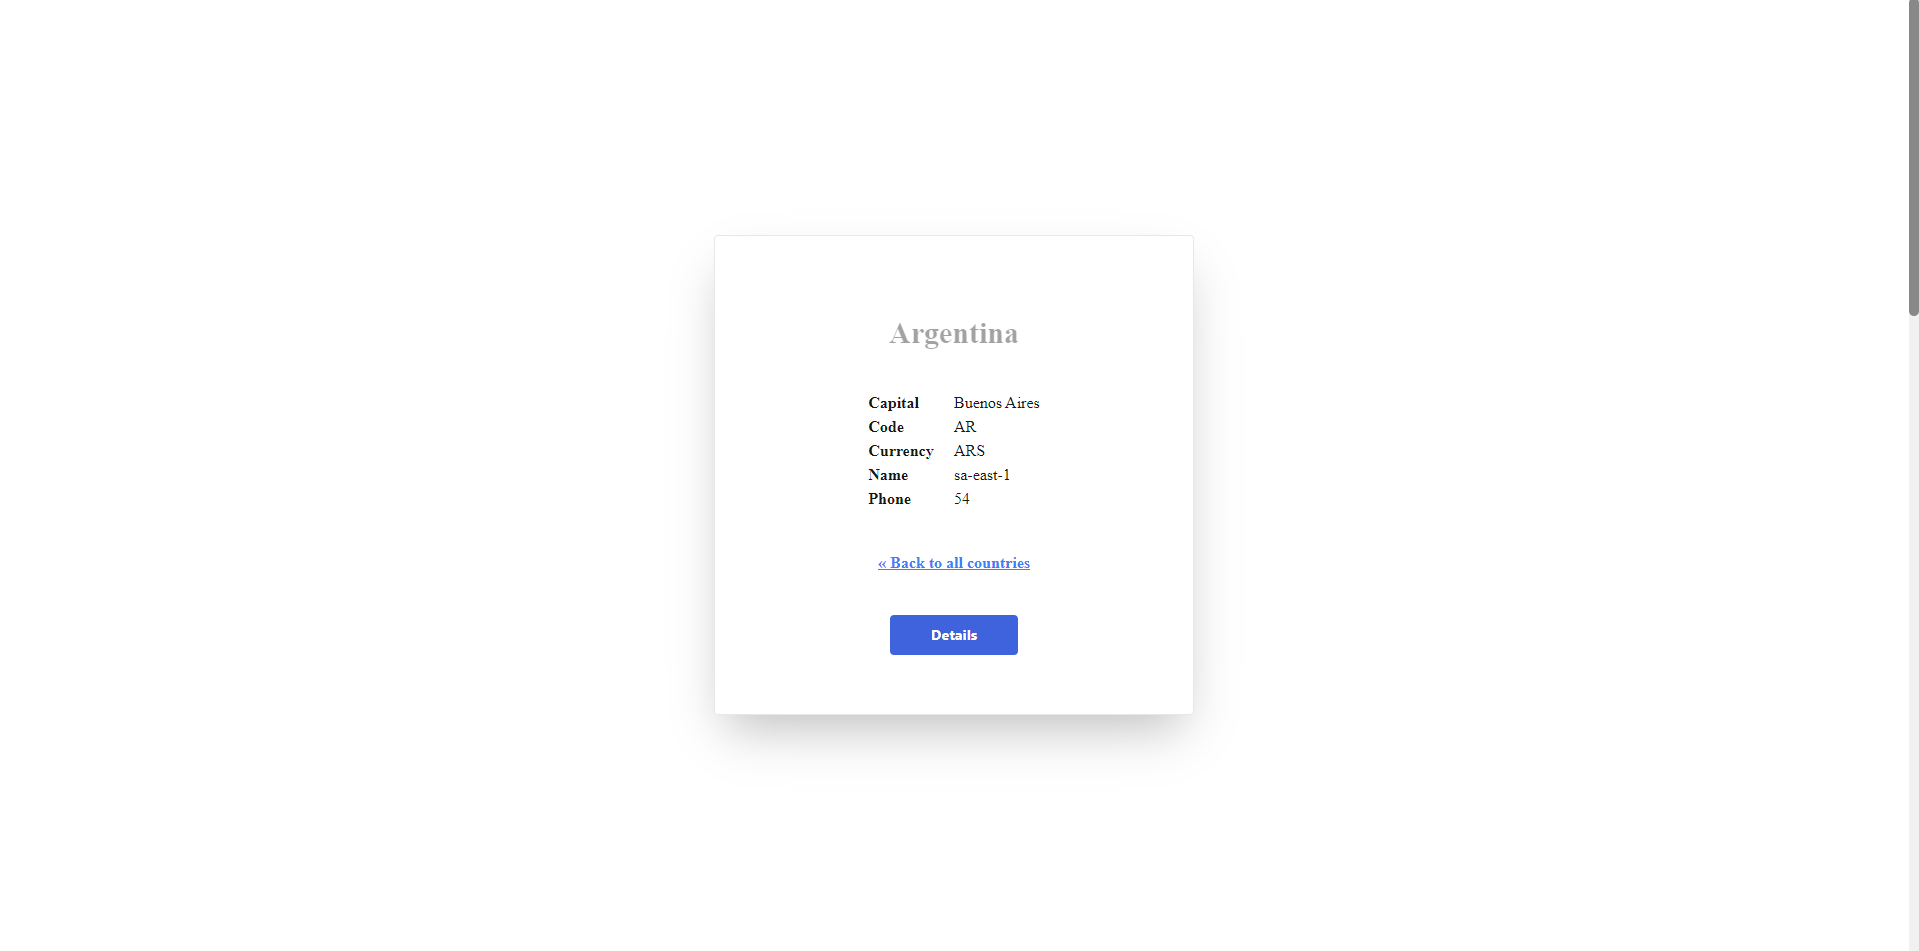 Argentina
Capital Buenos Aires
Code AR
Currency ARS
Name sa-east-1
Phone 54
« Back to all countries
Details